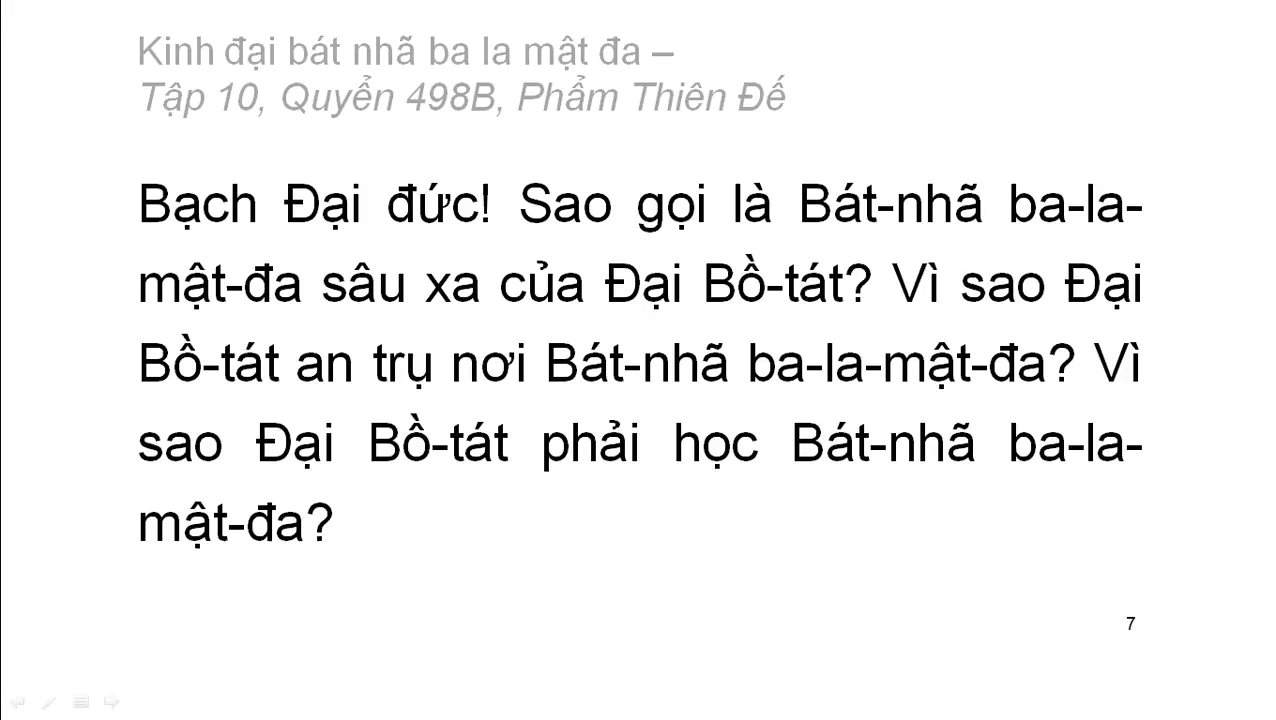 Kinh đại bát nhã ba la mật đa –
Tập 10, Quyển 498B, Phẩm Thiên Đế
Bạch Đại đức! Sao gọi là Bát-nhã ba-la-
mật-đa sâu xa của Đại Bồ-tát? Vì sao Đại
Bồ-tát an trụ nơi Bát-nhã ba-la-mật-đa? Vì
sao Đại Bồ-tát phải học Bát-nhã ba-la-
mật-đa?
7